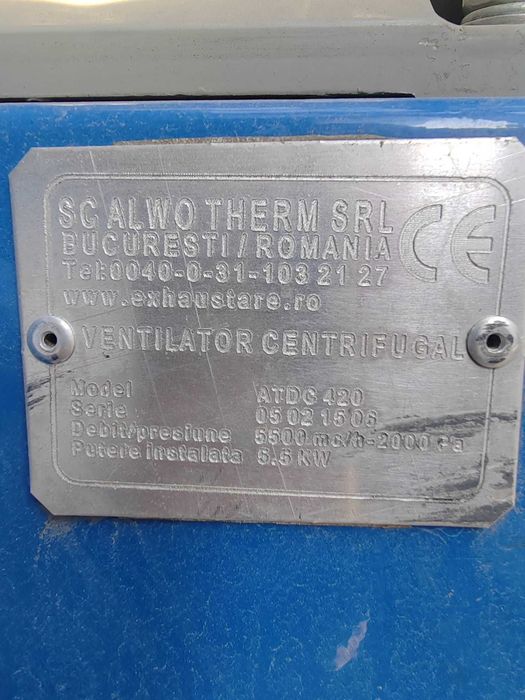 SC ALWO THERM SRL
BUCURESTI / ROMANIA
Tel:0040-0-31-103 21 27
www.exhaustare.ro
CE
VENTILATOR CENTRIFUGAL
Model ATDC 420
Serie 05 02 15 06
Debit/presiune 5500 mc/h-2000 Pa
Putere instalata 5.5 KW